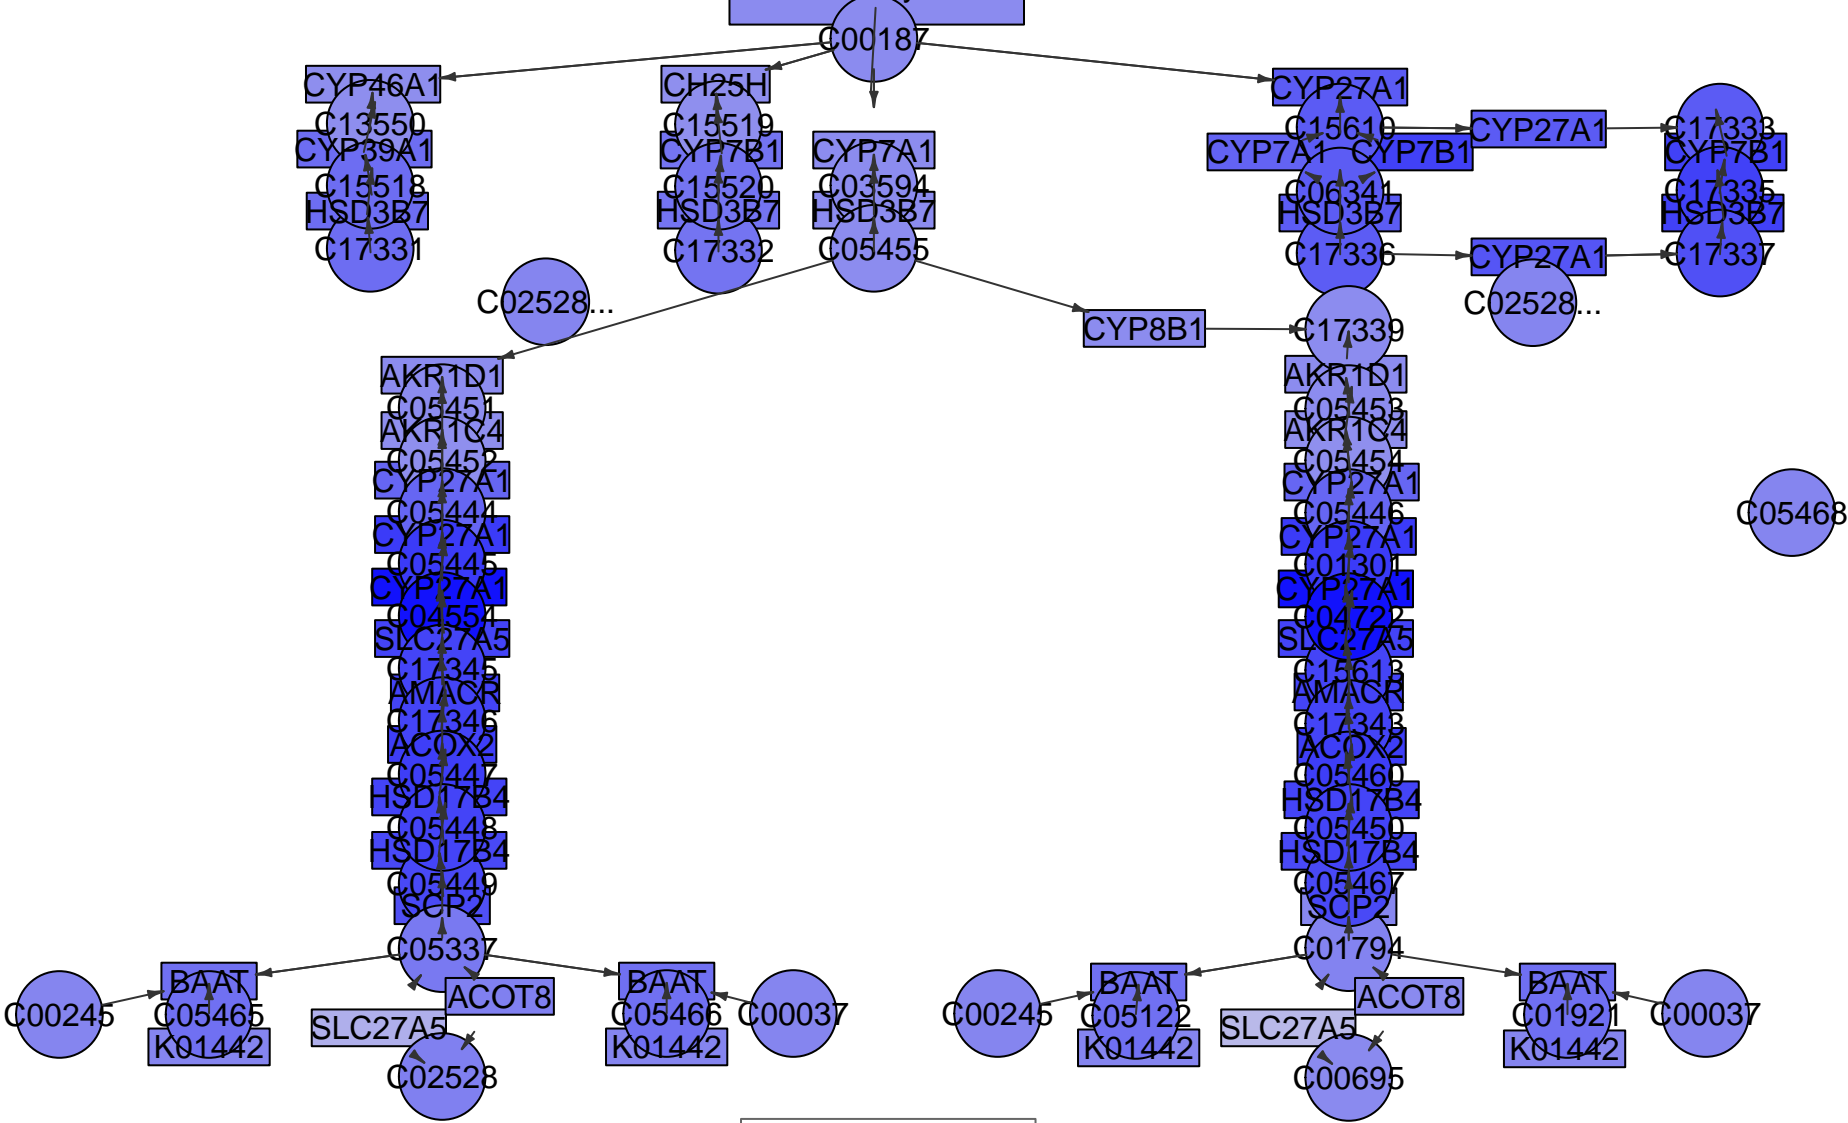 C00187
CYP46A1
C13550
CYP39A1
C15518
HSD3B7
C17331
CH25H
C15519
CYP7B1
C15520
HSD3B7
C17332
CYP7A1
C03594
HSD3B7
C05455
CYP27A1
C15610
CYP7A1
CYP7B1
C06341
HSD3B7
C17336
CYP27A1
C17333
CYP7B1
C17335
HSD3B7
CYP27A1
C17337
C02528...
C02528...
CYP8B1
C17339
AKR1D1
C05451
AKR1C4
C05452
CYP27A1
C05444
CYP27A1
C05445
CYP27A1
C04554
SLC27A5
C17345
AMACR
C17346
ACOX2
C05447
HSD17B4
C05448
HSD17B4
C05449
SCP2
C05337
AKR1D1
C05453
AKR1C4
C05454
CYP27A1
C05446
CYP27A1
C01301
CYP27A1
C04722
SLC27A5
C15613
AMACR
C17343
ACOX2
C05460
HSD17B4
C05450
HSD17B4
C05467
SCP2
C01794
C05468
C00245
BAAT
C05465
K01442
SLC27A5
ACOT8
C02528
BAAT
C05466
K01442
C00037
C00245
BAAT
C05122
K01442
SLC27A5
ACOT8
C00695
BAAT
C01921
K01442
C00037